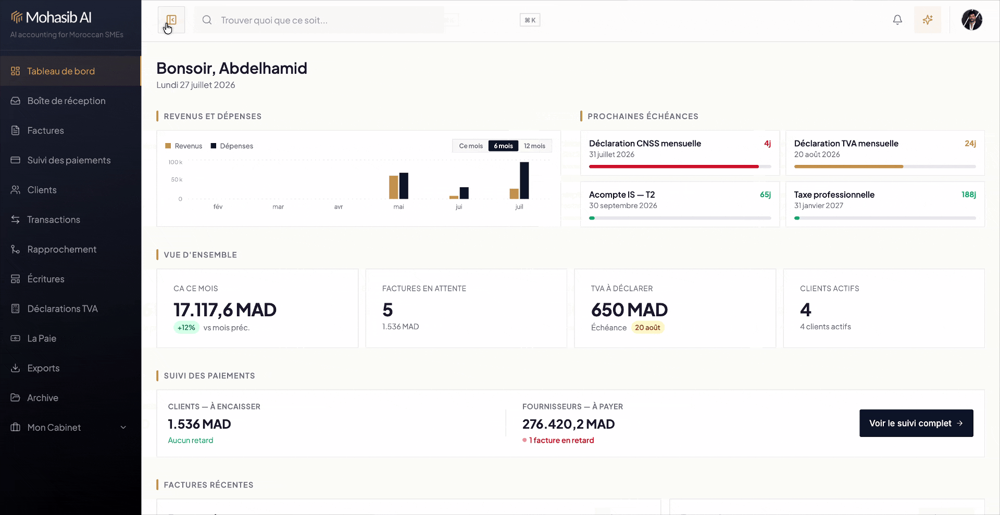 Mohasib AI
AI accounting for Moroccan SMEs
Tableau de bord
Boîte de réception
Factures
Suivi des paiements
Clients
Transactions
Rapprochement
Écritures
Déclarations TVA
La Paie
Exports
Archive
Mon Cabinet
Trouver quoi que ce soit...
⌘ K
Bonsoir, Abdelhamid
Lundi 27 juillet 2026
REVENUS ET DÉPENSES
Revenus Dépenses
Ce mois 6 mois 12 mois
100 k
50 k
0
fév mar avr mai jui juil
PROCHAINES ÉCHÉANCES
Déclaration CNSS mensuelle 4j
31 juillet 2026
Déclaration TVA mensuelle 24j
20 août 2026
Acompte IS — T2 65j
30 septembre 2026
Taxe professionnelle 188j
31 janvier 2027
VUE D'ENSEMBLE
CA CE MOIS
17.117,6 MAD
+12% vs mois préc.
FACTURES EN ATTENTE
5
1.536 MAD
TVA À DÉCLARER
650 MAD
Échéance 20 août
CLIENTS ACTIFS
4
4 clients actifs
SUIVI DES PAIEMENTS
CLIENTS — À ENCAISSER
1.536 MAD
Aucun retard
FOURNISSEURS — À PAYER
276.420,2 MAD
1 facture en retard
Voir le suivi complet →
FACTURES RÉCENTES